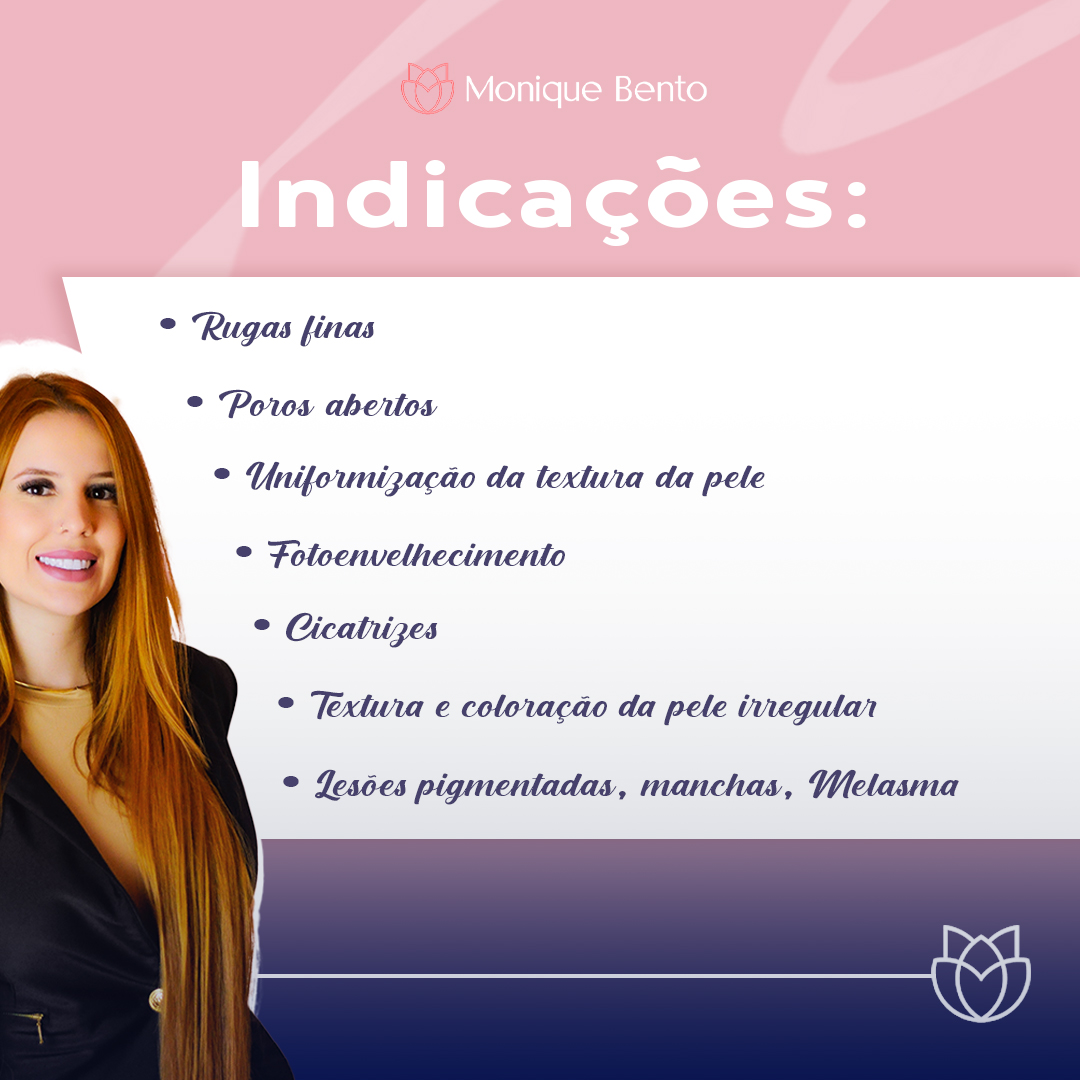 Monique Bento
Indicações:
• Rugas finas
• Poros abertos
• Uniformização da textura da pele
• Fotoenvelhecimento
• Cicatrizes
• Textura e coloração da pele irregular
• Lesões pigmentadas, manchas, Melasma